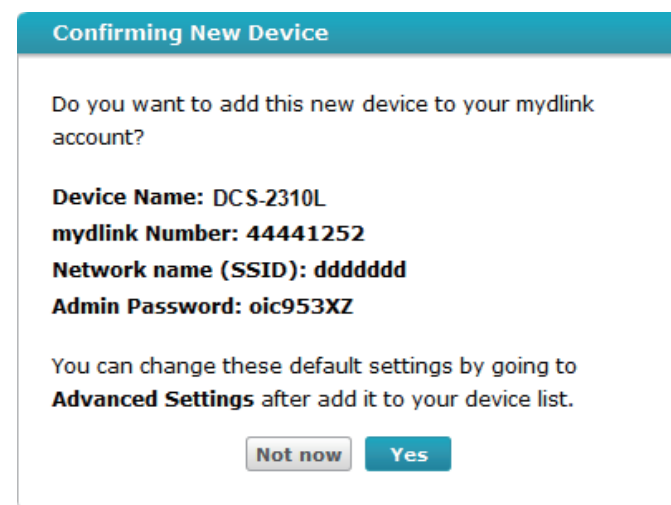 Confirming New Device
Do you want to add this new device to your mydlink
account?
Device Name: DCS-2310L
mydlink Number: 44441252
Network name (SSID): ddddddd
Admin Password: oic953XZ
You can change these default settings by going to
Advanced Settings after add it to your device list.
Not now Yes